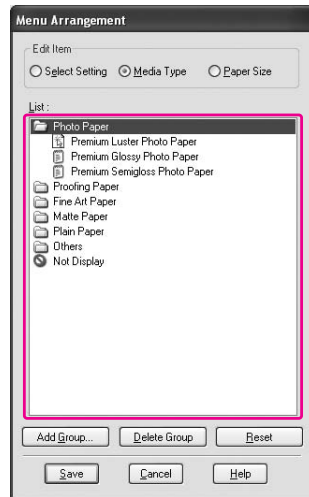 Menu Arrangement
Edit Item
Select Setting Media Type Paper Size
List :
Photo Paper
Premium Luster Photo Paper
Premium Glossy Photo Paper
Premium Semigloss Photo Paper
Proofing Paper
Fine Art Paper
Matte Paper
Plain Paper
Others
Not Display
Add Group... Delete Group Reset
Save Cancel Help